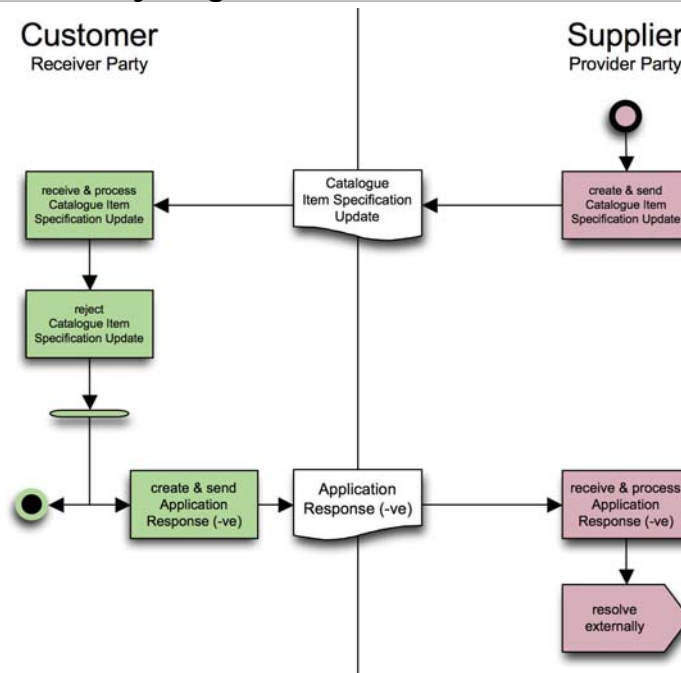 Customer
Receiver Party
Supplier
Provider Party
receive & process
Catalogue Item
Specification Update
Catalogue
Item Specification
Update
create & send
Catalogue Item
Specification Update
reject
Catalogue Item
Specification Update
create & send
Application
Response (-ve)
Application
Response (-ve)
receive & process
Application
Response (-ve)
resolve
externally